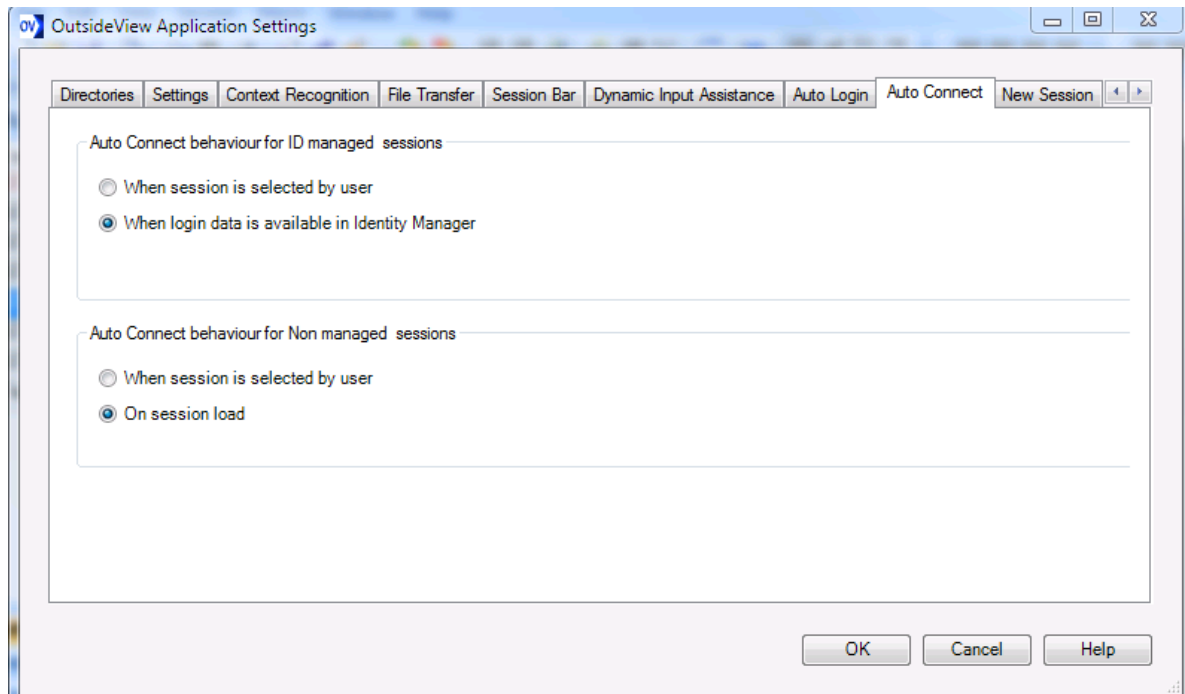 OV OutsideView Application Settings
Directories Settings Context Recognition File Transfer Session Bar Dynamic Input Assistance Auto Login Auto Connect New Session
Auto Connect behaviour for ID managed sessions
When session is selected by user
When login data is available in Identity Manager
Auto Connect behaviour for Non managed sessions
When session is selected by user
On session load
OK Cancel Help